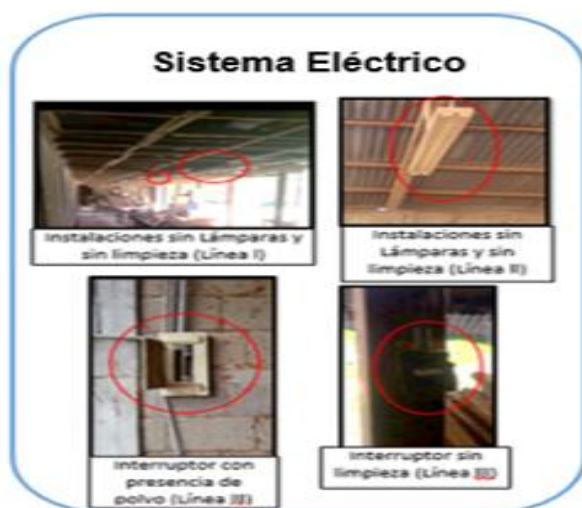 Sistema Eléctrico
Instalaciones sin Lámparas y
sin limpieza (Línea I)
Instalaciones sin
Lámparas y sin
limpieza (Línea II)
Interruptor con
presencia de
polvo (Línea III)
Interruptor sin
limpieza (Línea III)